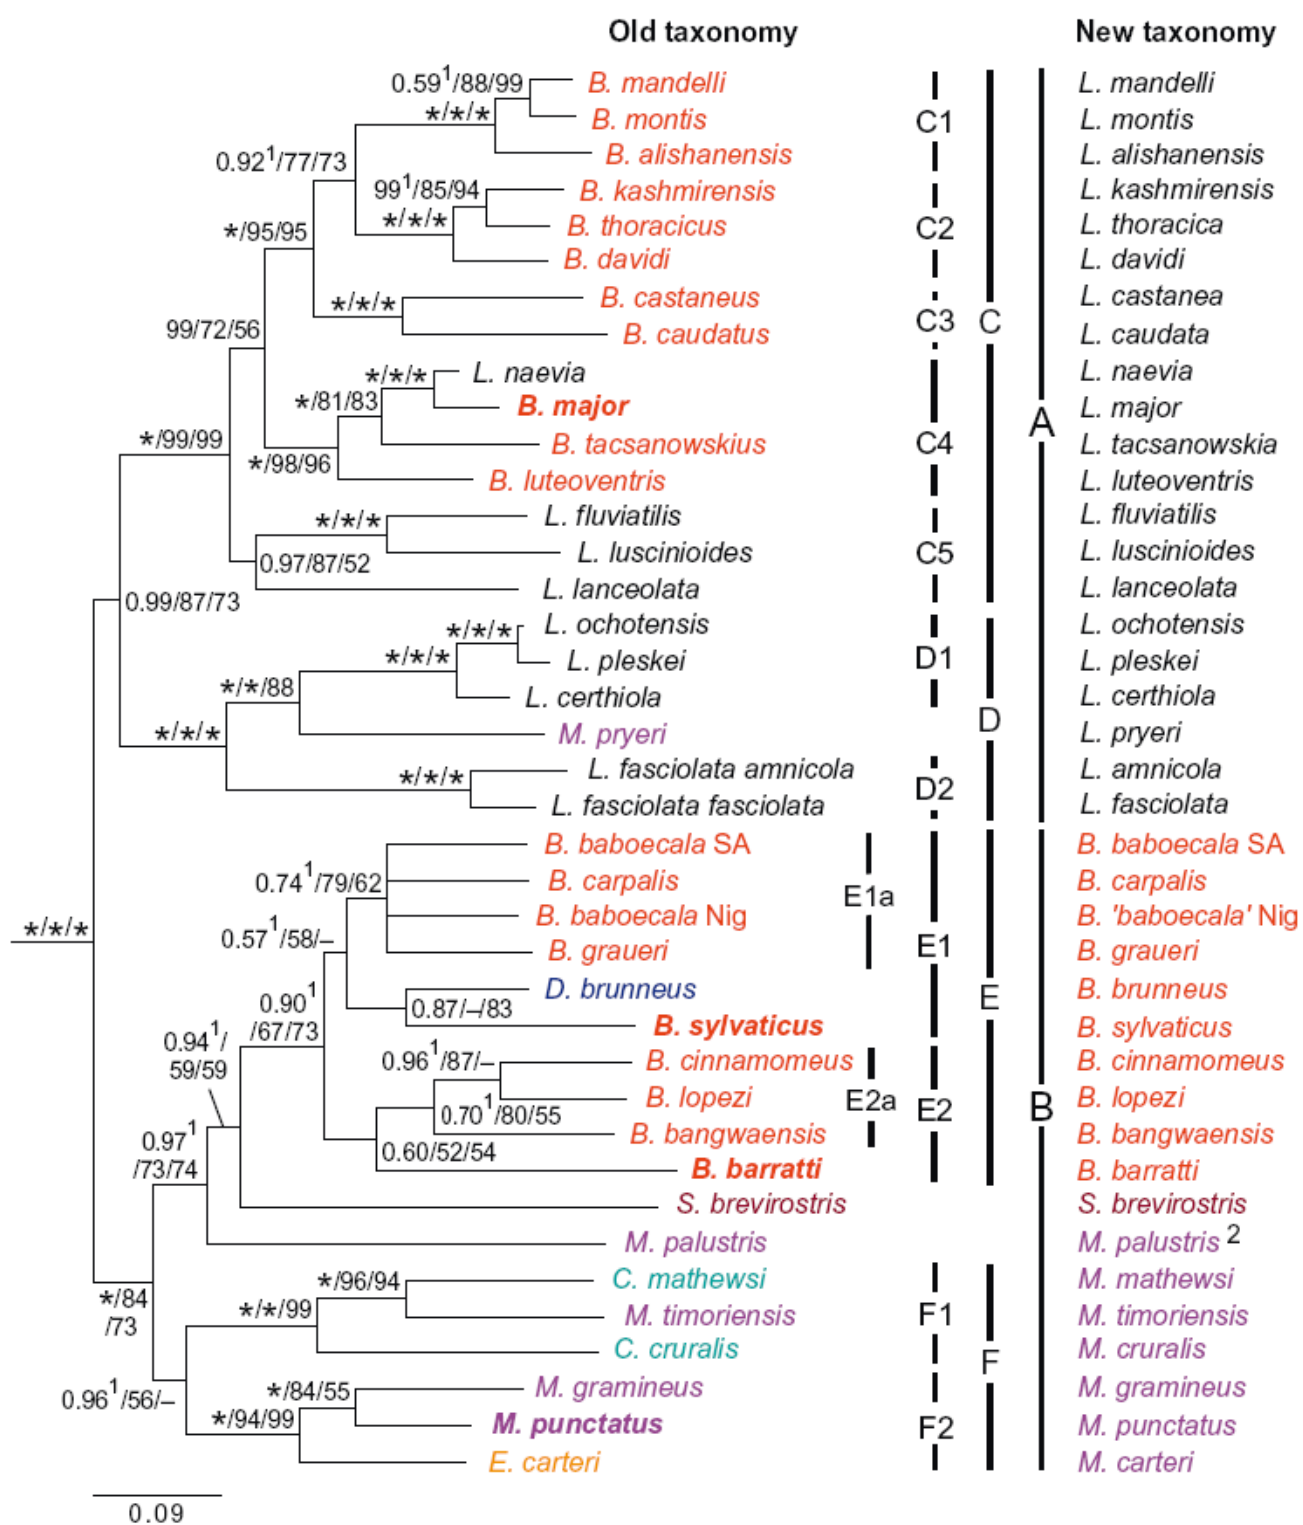 Old taxonomy New taxonomy
0.59¹/88/99 B. mandelli L. mandelli
*/*/* B. montis C1 L. montis
0.92¹/77/73 B. alishanensis L. alishanensis
99¹/85/94 B. kashmirensis L. kashmirensis
*/95/95 */*/* B. thoracicus C2 L. thoracica
B. davidi L. davidi
*/*/* B. castaneus L. castanea
99/72/56 B. caudatus C3 C L. caudata
*/*/* L. naevia L. naevia
*/81/83 B. major A L. major
*/99/99 B. tacsanowskius C4 L. tacsanowskia
*/98/96 B. luteoventris L. luteoventris
*/*/* L. fluviatilis L. fluviatilis
0.97/87/52 L. luscinioides C5 L. luscinioides
L. lanceolata L. lanceolata
0.99/87/73 */*/* L. ochotensis L. ochotensis
*/*/* L. pleskei D1 L. pleskei
*/*/88 L. certhiola L. certhiola
*/*/* M. pryeri D L. pryeri
*/*/* L. fasciolata amnicola D2 L. amnicola
L. fasciolata fasciolata L. fasciolata
B. baboecala SA B. baboecala SA
0.74¹/79/62 B. carpalis E1a B. carpalis
*/*/* B. baboecala Nig B. 'baboecala' Nig
0.57¹/58/– B. graueri E1 B. graueri
0.90¹ D. brunneus E B. brunneus
/67/73 0.87/–/83 B. sylvaticus B. sylvaticus
0.94¹/ 0.96¹/87/– B. cinnamomeus B. cinnamomeus
59/59 B. lopezi E2a E2 B B. lopezi
0.97¹ 0.70¹/80/55 B. bangwaensis B. bangwaensis
/73/74 0.60/52/54 B. barratti B. barratti
S. brevirostris S. brevirostris
M. palustris M. palustris 2
*/84 */96/94 C. mathewsi M. mathewsi
/73 */*/99 M. timoriensis F1 M. timoriensis
C. cruralis F M. cruralis
0.96¹/56/– */84/55 M. gramineus M. gramineus
*/94/99 M. punctatus F2 M. punctatus
E. carteri M. carteri
0.09